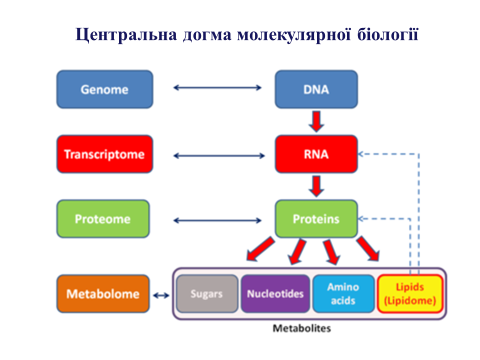 Центральна догма молекулярної біології
Genome
DNA
Transcriptome
RNA
Proteome
Proteins
Metabolome
Sugars
Nucleotides
Amino
acids
Lipids
(Lipidome)
Metabolites